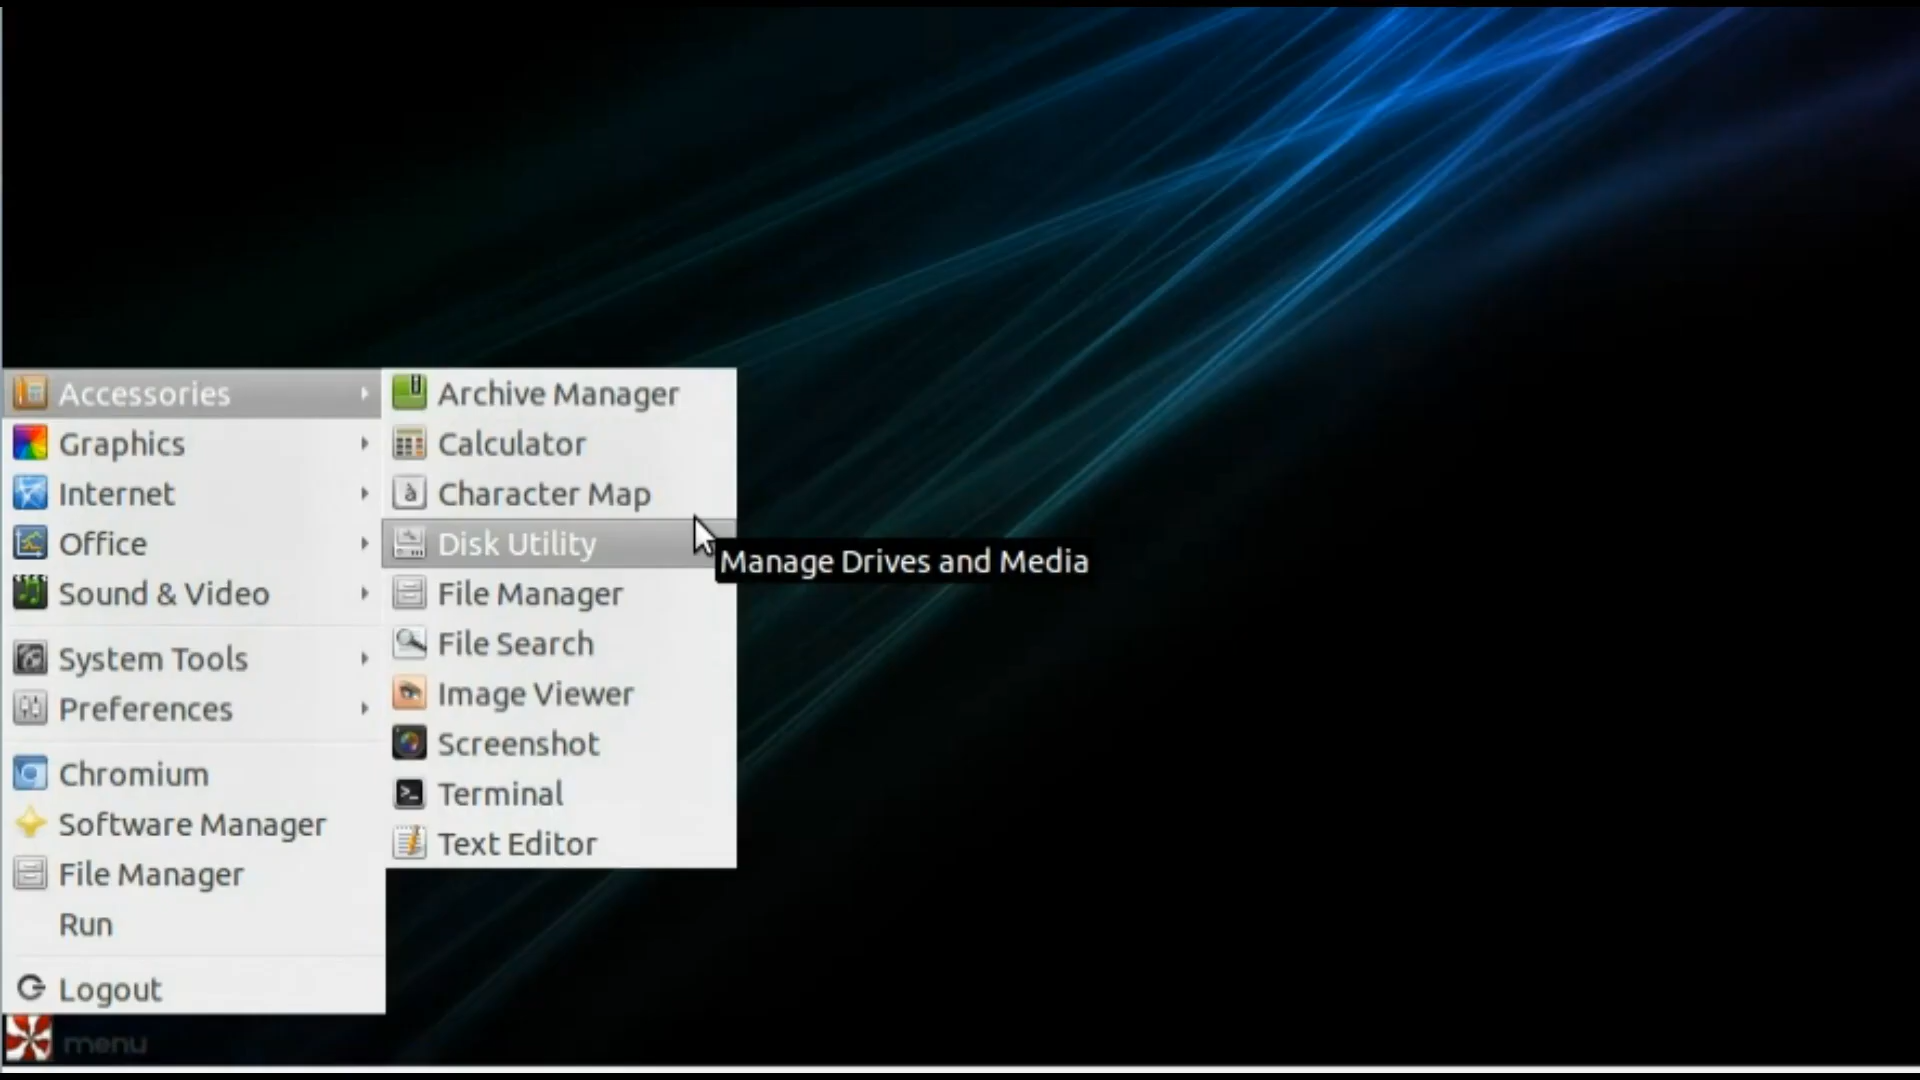 Accessories
Graphics
Internet
Office
Sound & Video
System Tools
Preferences
Chromium
Software Manager
File Manager
Run
Logout
menu
Archive Manager
Calculator
Character Map
Disk Utility
File Manager
File Search
Image Viewer
Screenshot
Terminal
Text Editor
Manage Drives and Media